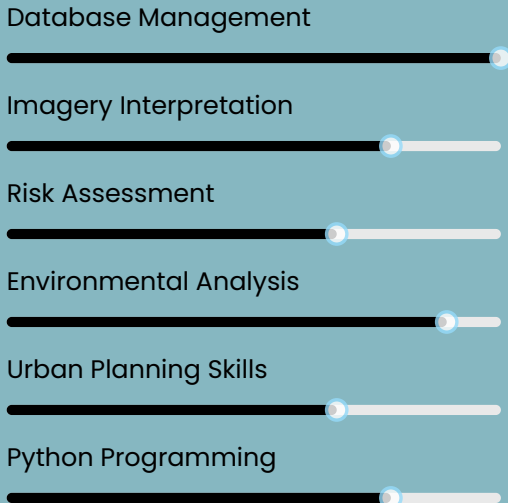 Database Management
Imagery Interpretation
Risk Assessment
Environmental Analysis
Urban Planning Skills
Python Programming